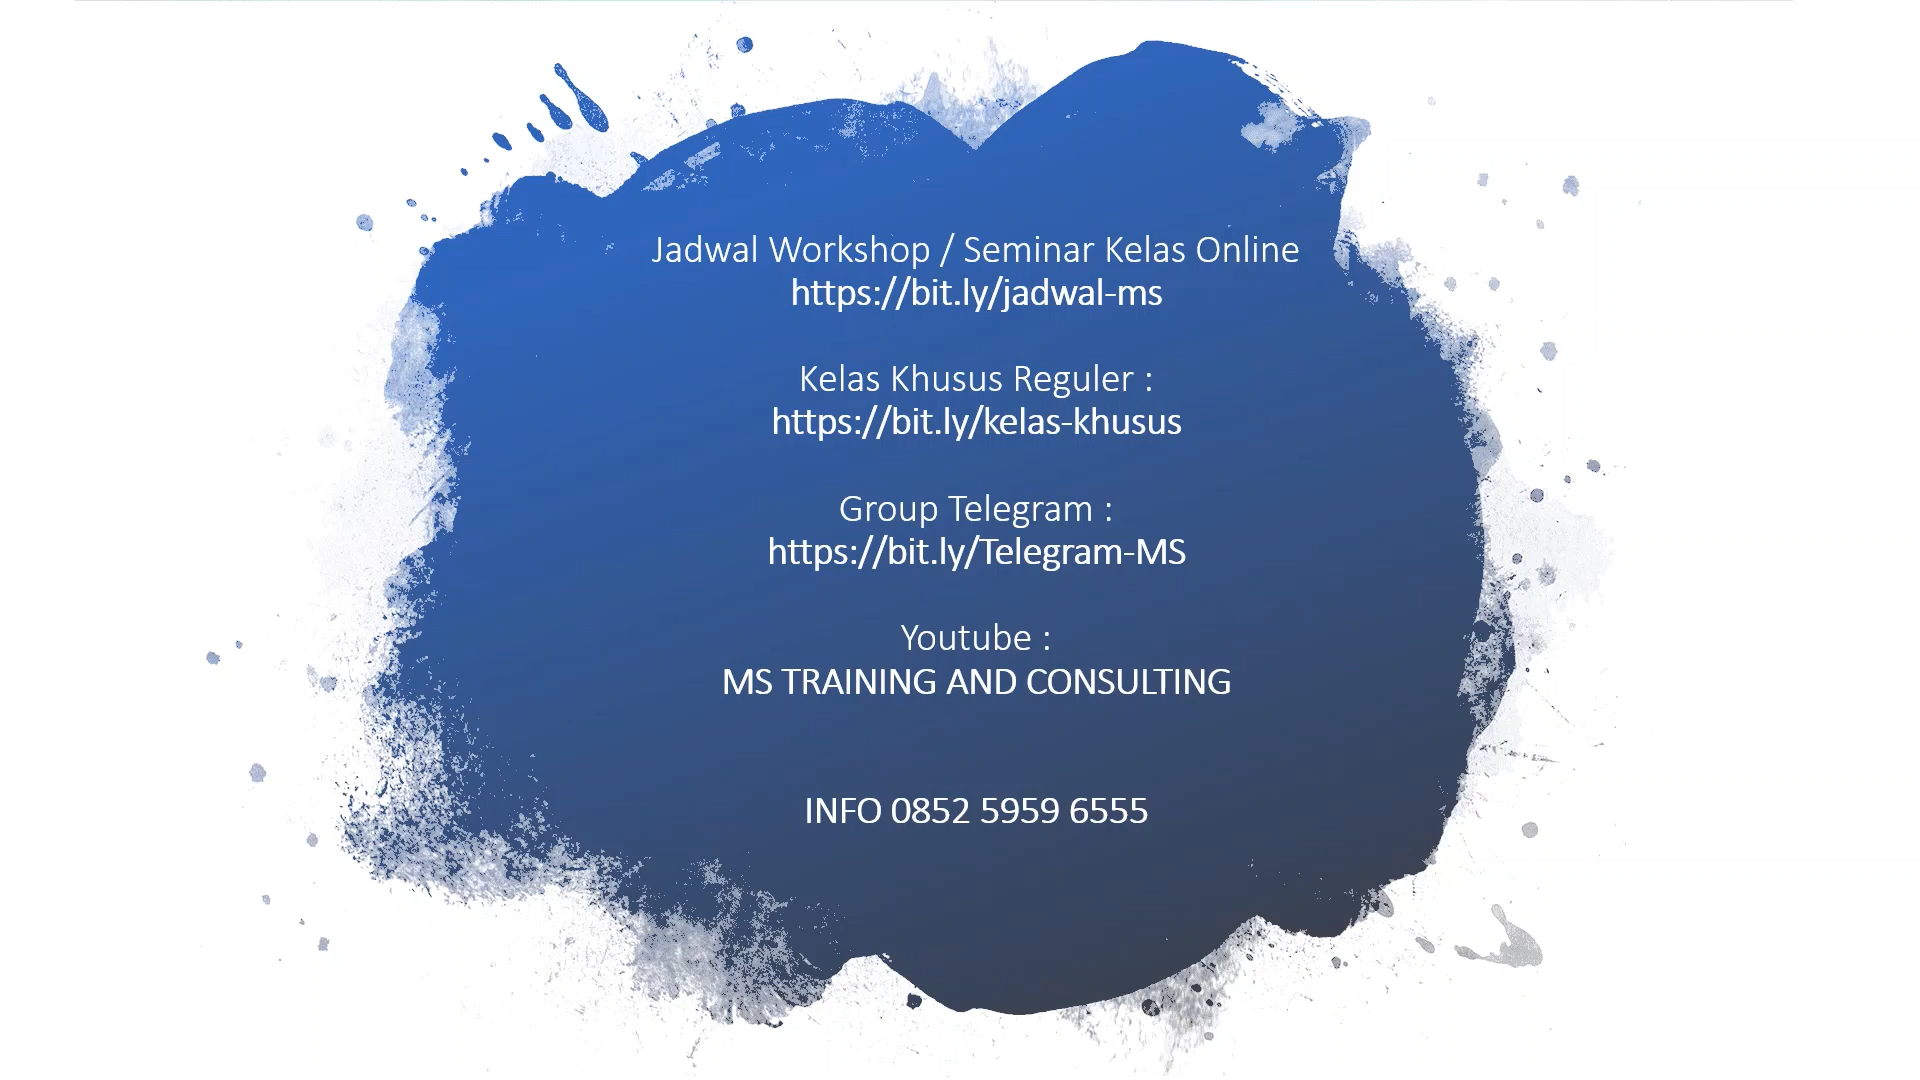 Jadwal Workshop / Seminar Kelas Online
https://bit.ly/jadwal-ms
Kelas Khusus Reguler :
https://bit.ly/kelas-khusus
Group Telegram :
https://bit.ly/Telegram-MS
Youtube :
MS TRAINING AND CONSULTING
INFO 0852 5959 6555